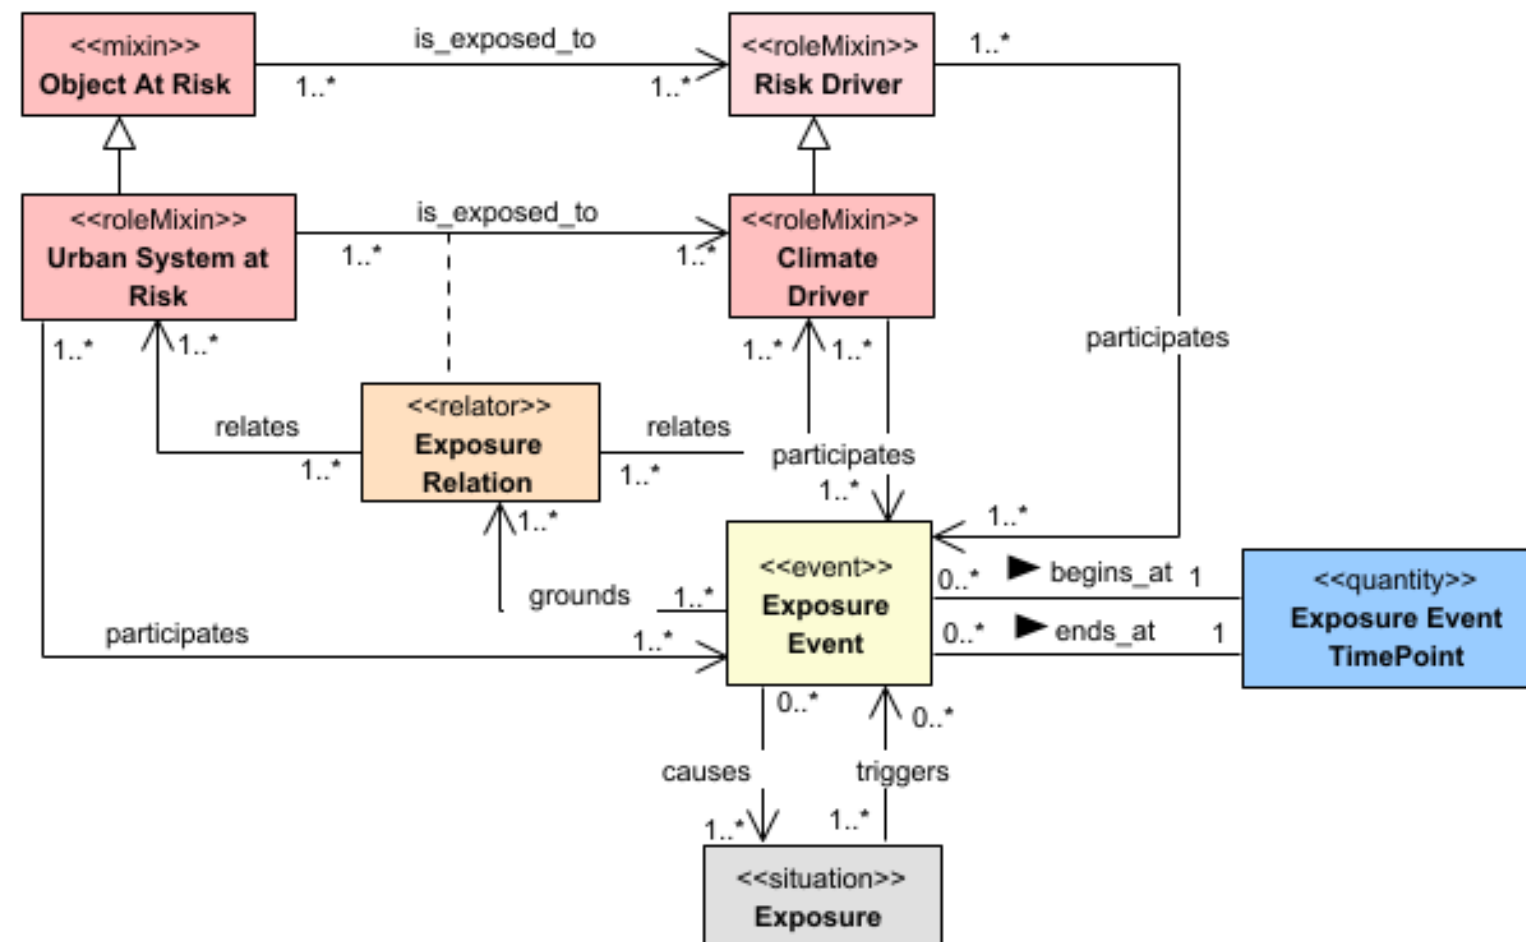 <<mixin>>
Object At Risk
is_exposed_to
1..*
1..*
<<roleMixin>>
Risk Driver
1..*
<<roleMixin>>
Urban System at
Risk
is_exposed_to
1..*
1..*
<<roleMixin>>
Climate
Driver
participates
1..*
1..*
1..*
1..*
<<relator>>
Exposure
Relation
relates
1..*
relates
1..*
participates
1..*
1..*
1..*
grounds
1..*
<<event>>
Exposure
Event
0..*
begins_at
1
0..*
ends_at
1
<<quantity>>
Exposure Event
TimePoint
participates
1..*
0..*
0..*
causes
triggers
1..*
1..*
<<situation>>
Exposure